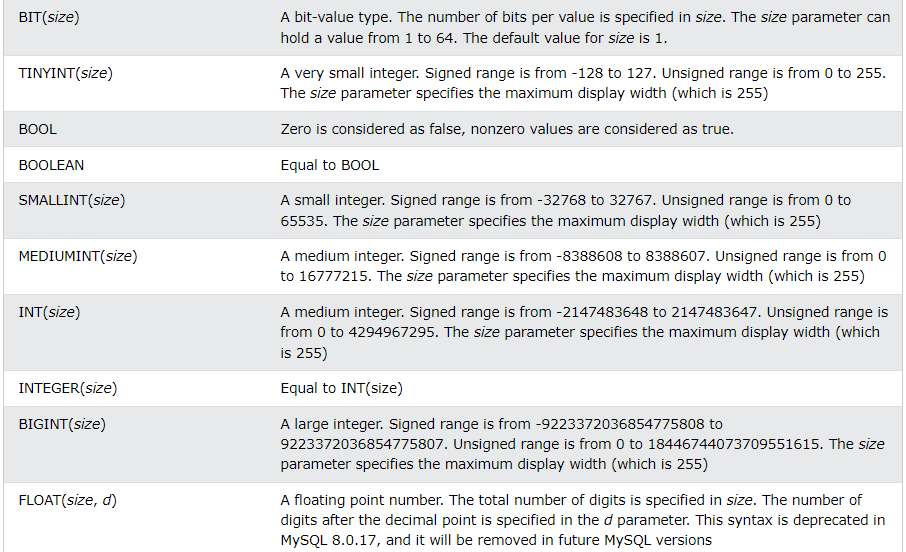 BIT(size) A bit-value type. The number of bits per value is specified in size. The size parameter can
hold a value from 1 to 64. The default value for size is 1.
TINYINT(size) A very small integer. Signed range is from -128 to 127. Unsigned range is from 0 to 255.
The size parameter specifies the maximum display width (which is 255)
BOOL Zero is considered as false, nonzero values are considered as true.
BOOLEAN Equal to BOOL
SMALLINT(size) A small integer. Signed range is from -32768 to 32767. Unsigned range is from 0 to
65535. The size parameter specifies the maximum display width (which is 255)
MEDIUMINT(size) A medium integer. Signed range is from -8388608 to 8388607. Unsigned range is from 0
to 16777215. The size parameter specifies the maximum display width (which is 255)
INT(size) A medium integer. Signed range is from -2147483648 to 2147483647. Unsigned range is
from 0 to 4294967295. The size parameter specifies the maximum display width (which
is 255)
INTEGER(size) Equal to INT(size)
BIGINT(size) A large integer. Signed range is from -9223372036854775808 to
9223372036854775807. Unsigned range is from 0 to 18446744073709551615. The size
parameter specifies the maximum display width (which is 255)
FLOAT(size, d) A floating point number. The total number of digits is specified in size. The number of
digits after the decimal point is specified in the d parameter. This syntax is deprecated in
MySQL 8.0.17, and it will be removed in future MySQL versions